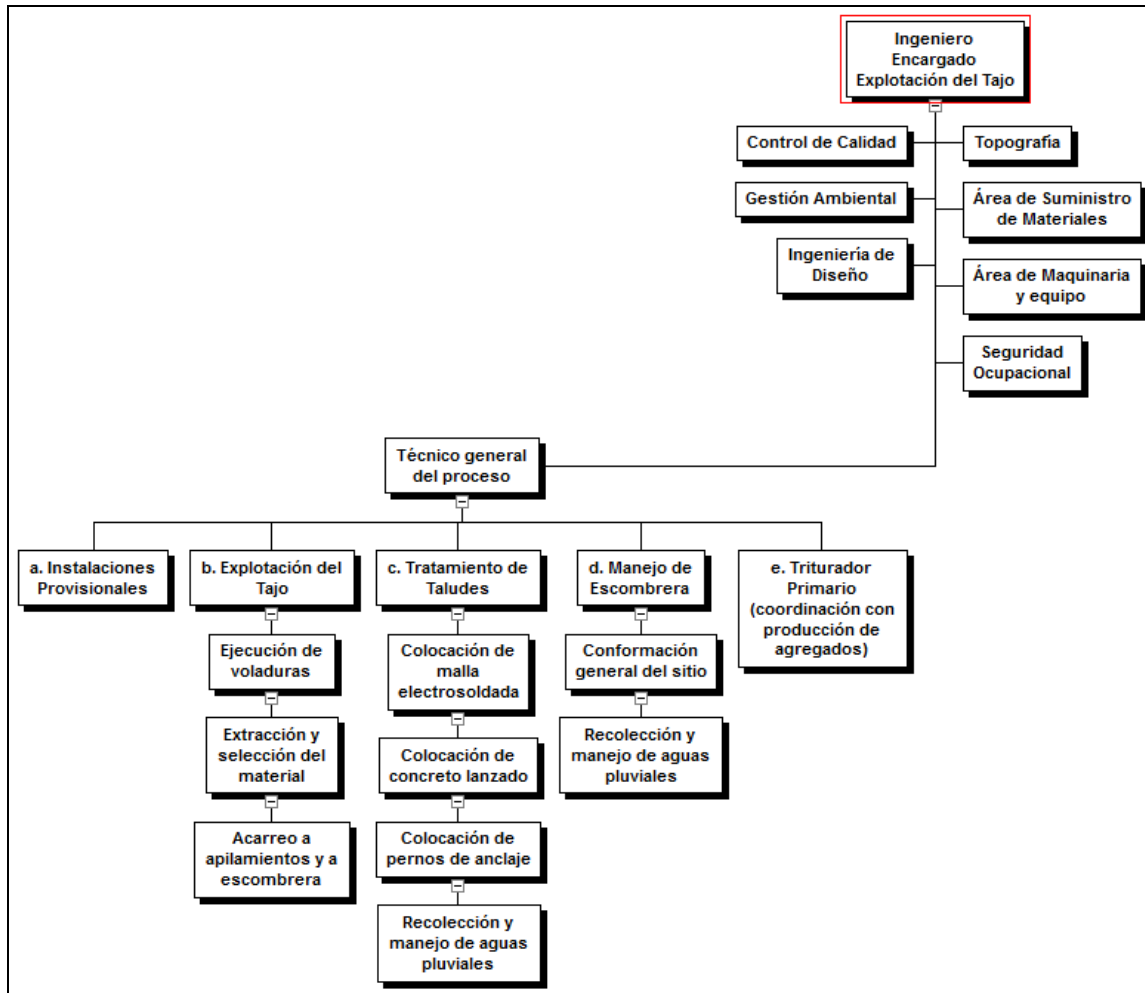 Ingeniero
Encargado
Explotación del Tajo
Control de Calidad
Topografía
Gestión Ambiental
Área de Suministro
de Materiales
Ingeniería de
Diseño
Área de Maquinaria
y equipo
Seguridad
Ocupacional
Técnico general
del proceso
a. Instalaciones
Provisionales
b. Explotación del
Tajo
c. Tratamiento de
Taludes
d. Manejo de
Escombrera
e. Triturador
Primario
(coordinación con
producción de
agregados)
Ejecución de
voladuras
Extracción y
selección del
material
Acarreo a
apilamientos y a
escombrera
Colocación de
malla
electrosoldada
Colocación de
concreto lanzado
Colocación de
pernos de anclaje
Recolección y
manejo de aguas
pluviales
Conformación
general del sitio
Recolección y
manejo de aguas
pluviales